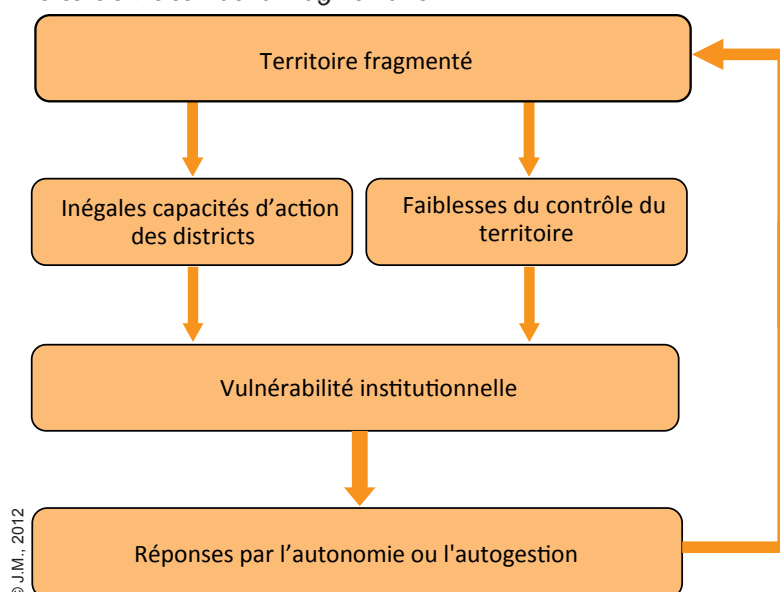 Territoire fragmenté
Inégales capacités d’action
des districts
Faiblesses du contrôle du
territoire
Vulnérabilité institutionnelle
Réponses par l’autonomie ou l'autogestion
© J.M., 2012